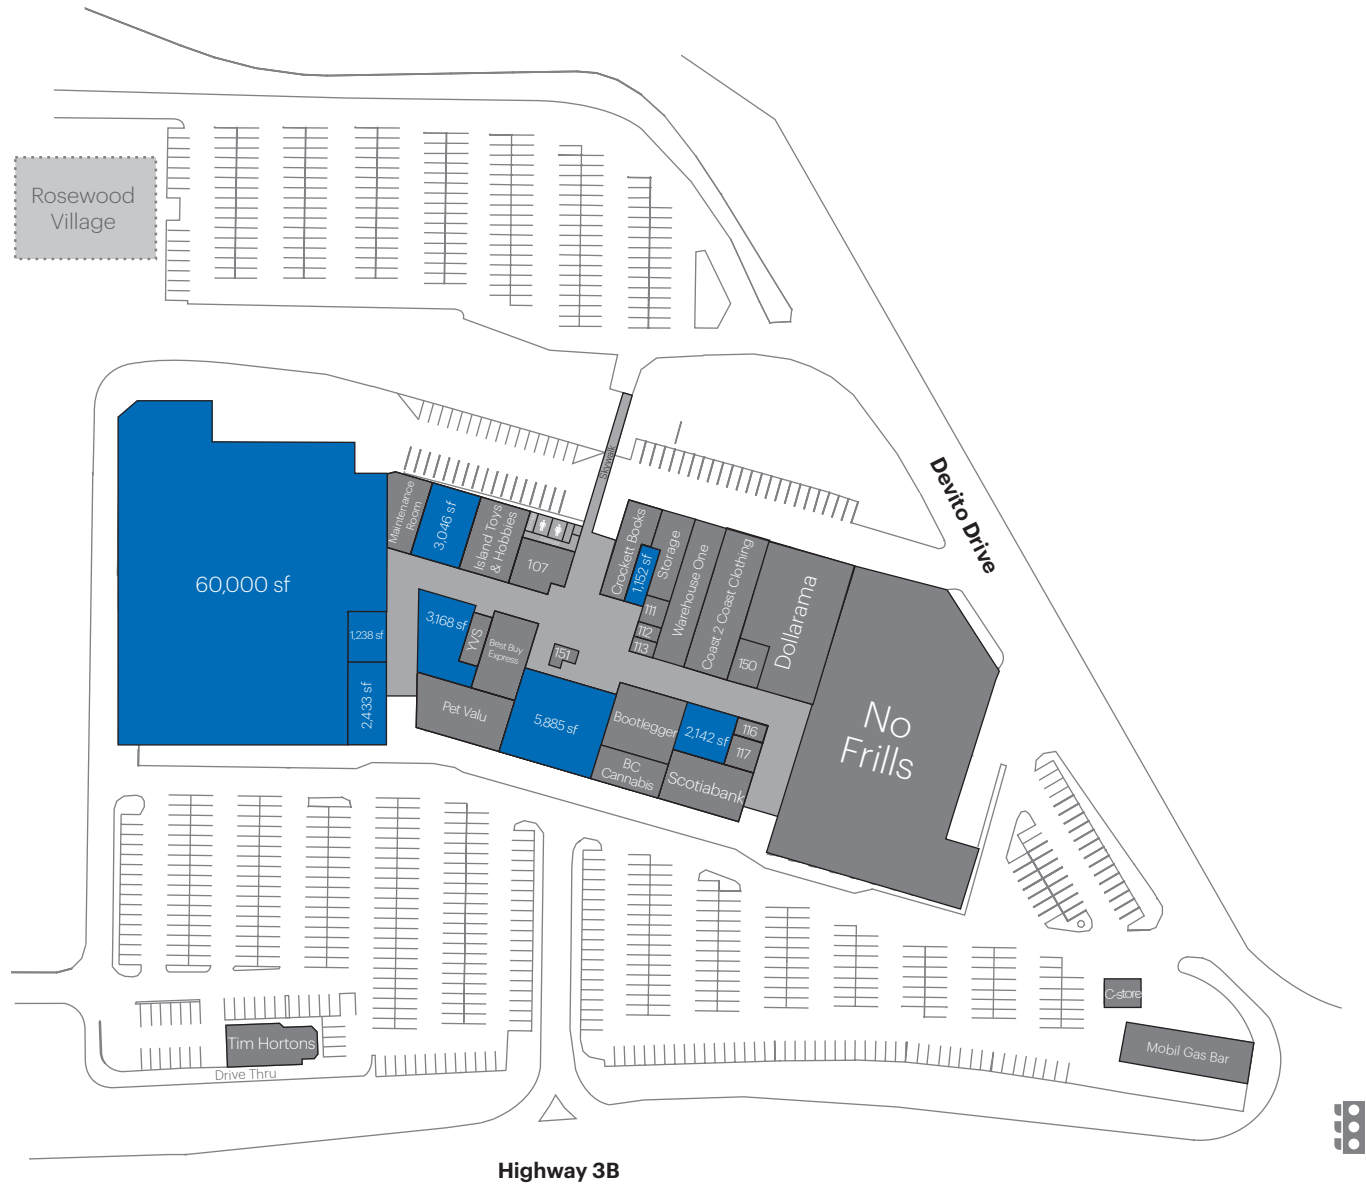 Rosewood
Village
Skywalk
Devito Drive
Maintenance
Room
3,046 sf
Island Toys
& Hobbies
107
Crockett Books
1,152 sf
Storage
111
112
113
Warehouse One
Coast 2 Coast Clothing
150
Dollarama
60,000 sf
1,238 sf
2,433 sf
3,168 sf
YVS
Best Buy
Express
151
Pet Valu
5,885 sf
Bootlegger
2,142 sf
116
117
BC
Cannabis
Scotiabank
No
Frills
C-store
Mobil Gas Bar
Tim Hortons
Drive Thru
Highway 3B